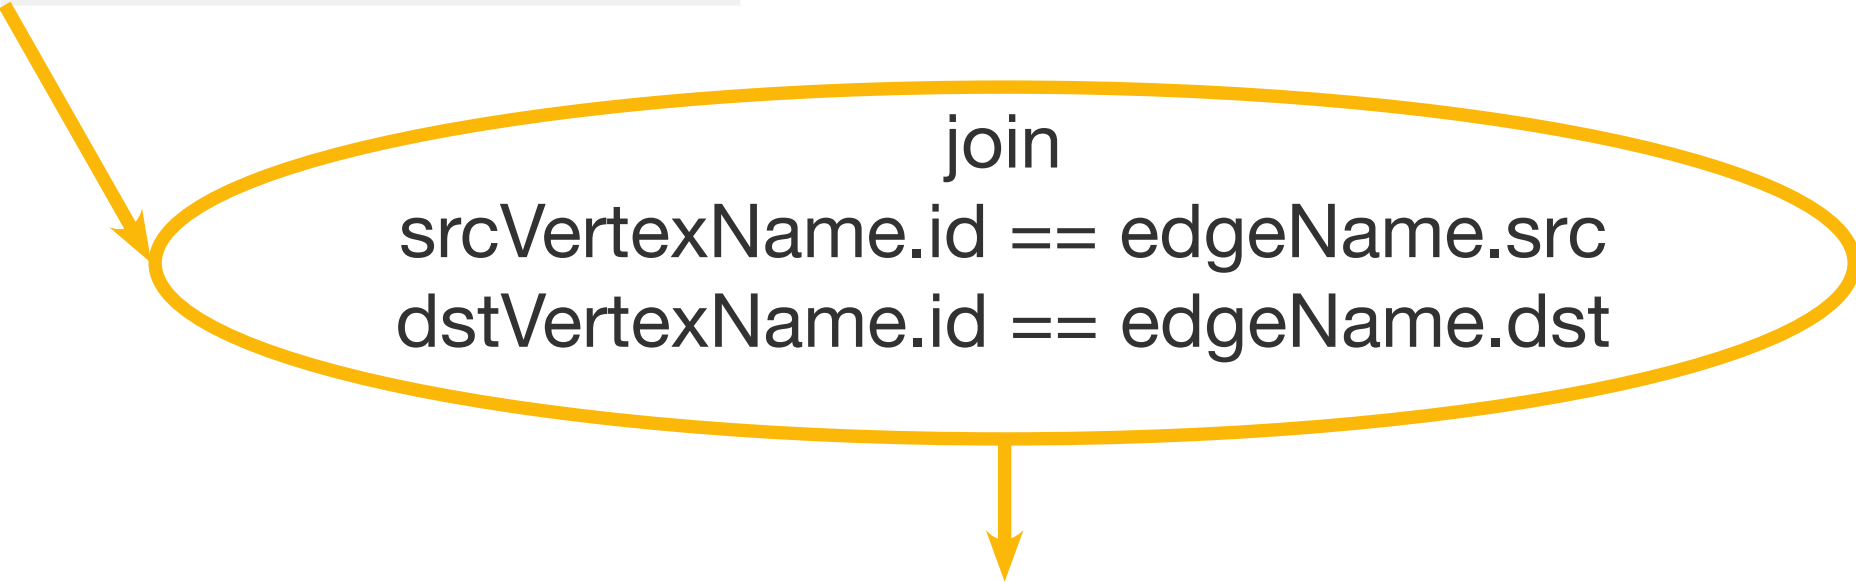 join
srcVertexName.id == edgeName.src
dstVertexName.id == edgeName.dst